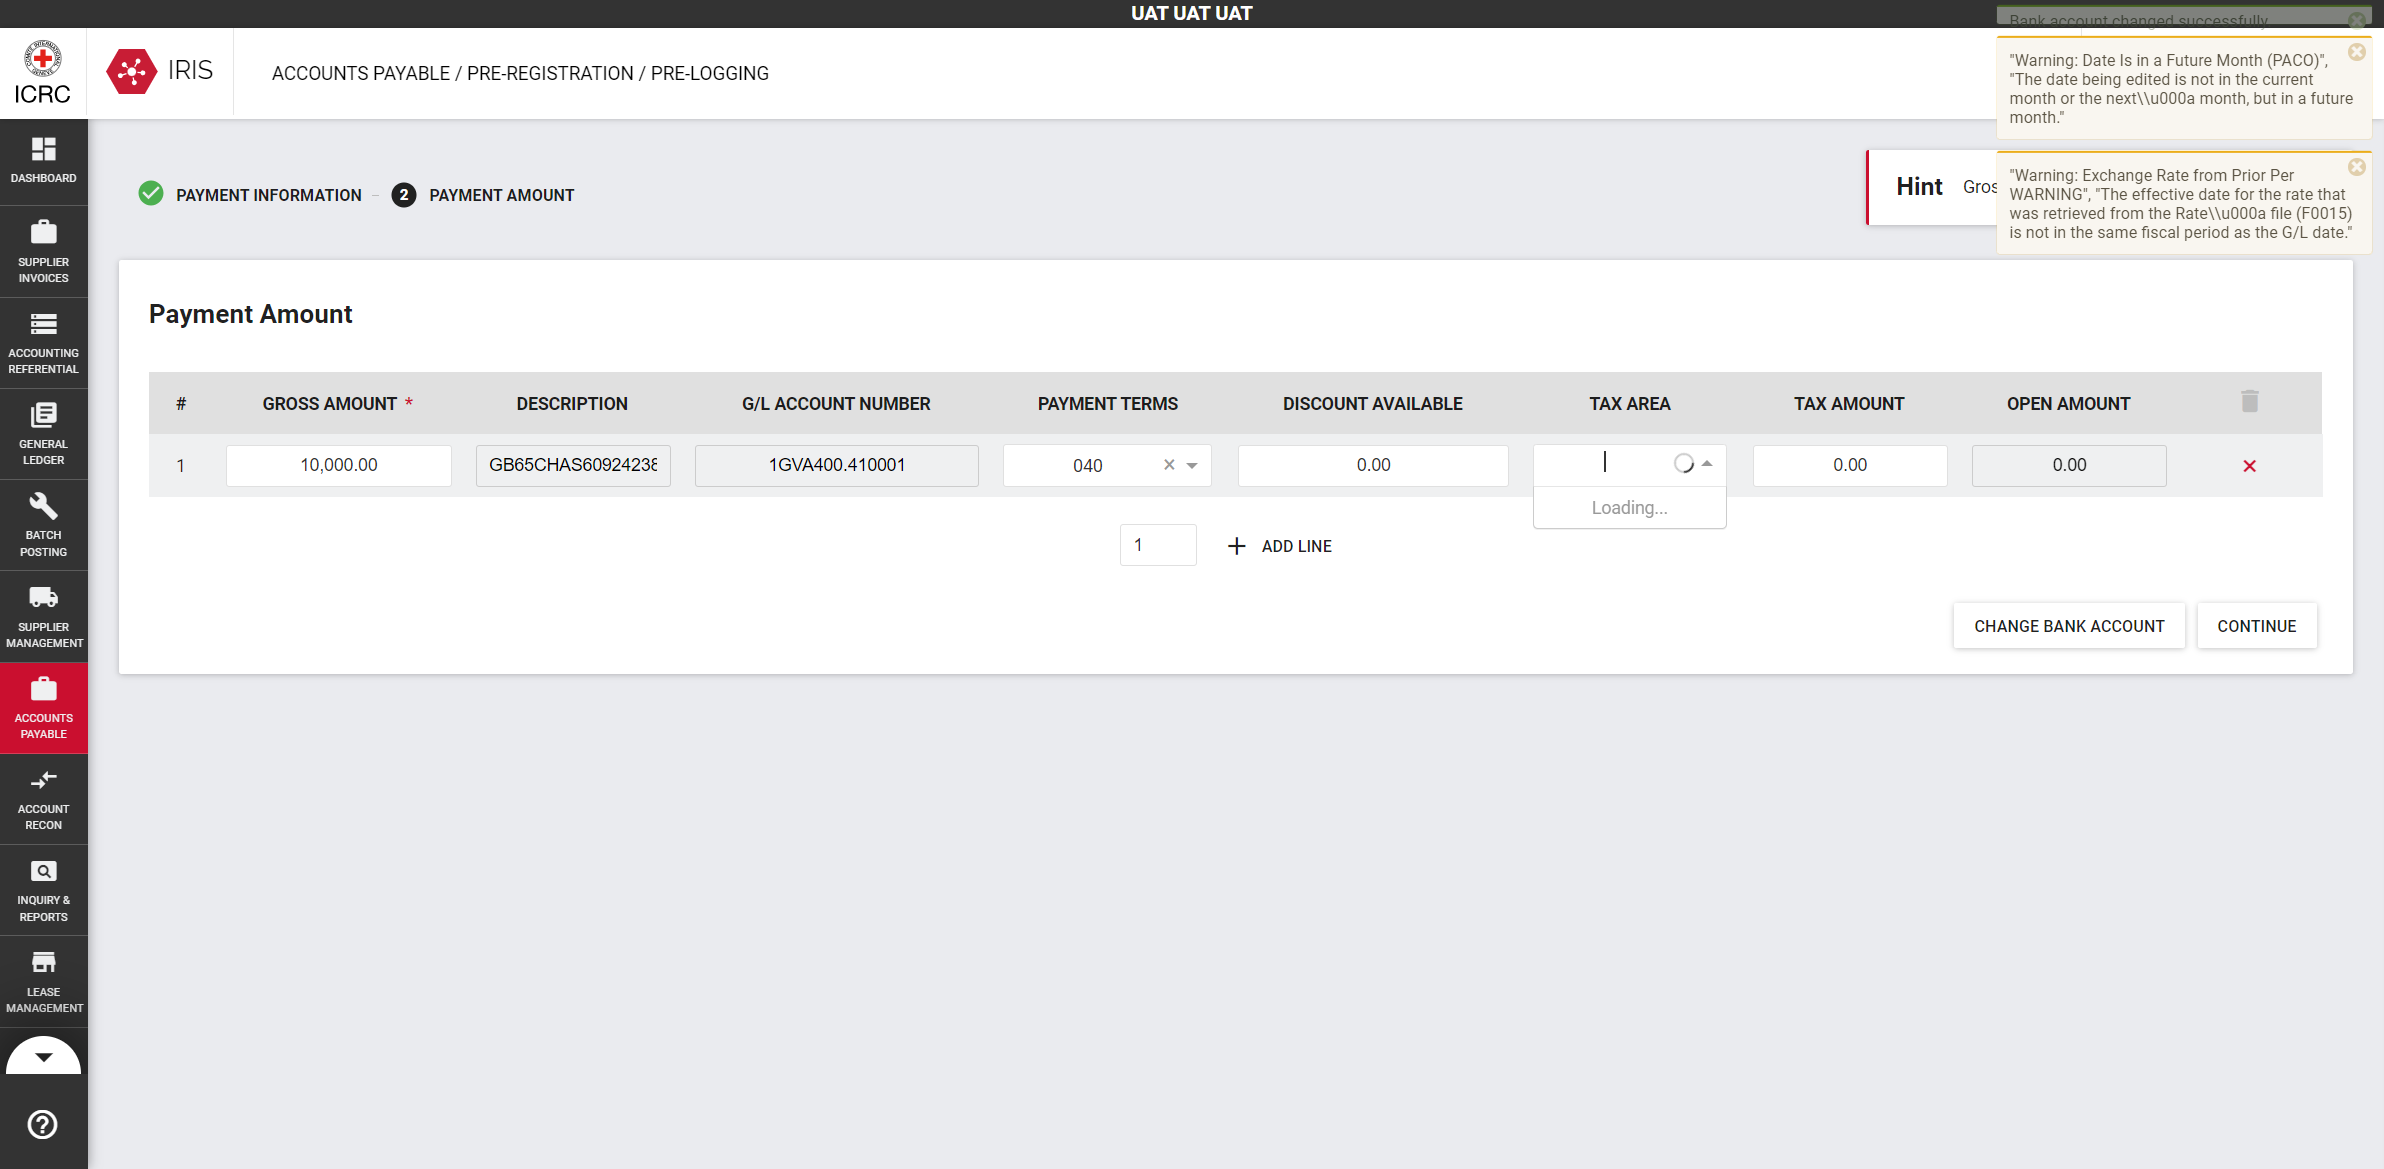 UAT UAT UAT
ICRC
IRIS
ACCOUNTS PAYABLE / PRE-REGISTRATION / PRE-LOGGING
Bank account changed successfully.
"Warning: Date Is in a Future Month (PACO)",
"The date being edited is not in the current
month or the next\\u000a month, but in a future
month."
"Warning: Exchange Rate from Prior Per
WARNING", "The effective date for the rate that
was retrieved from the Rate\\u000a file (F0015)
is not in the same fiscal period as the G/L date."
Hint Gros
DASHBOARD
SUPPLIER
INVOICES
ACCOUNTING
REFERENTIAL
GENERAL
LEDGER
BATCH
POSTING
SUPPLIER
MANAGEMENT
ACCOUNTS
PAYABLE
ACCOUNT
RECON
INQUIRY &
REPORTS
LEASE
MANAGEMENT
PAYMENT INFORMATION
2 PAYMENT AMOUNT
Payment Amount
# GROSS AMOUNT * DESCRIPTION G/L ACCOUNT NUMBER PAYMENT TERMS DISCOUNT AVAILABLE TAX AREA TAX AMOUNT OPEN AMOUNT
1 10,000.00 GB65CHAS60924238 1GVA400.410001 040 0.00 0.00 0.00
Loading...
1 ADD LINE
CHANGE BANK ACCOUNT CONTINUE